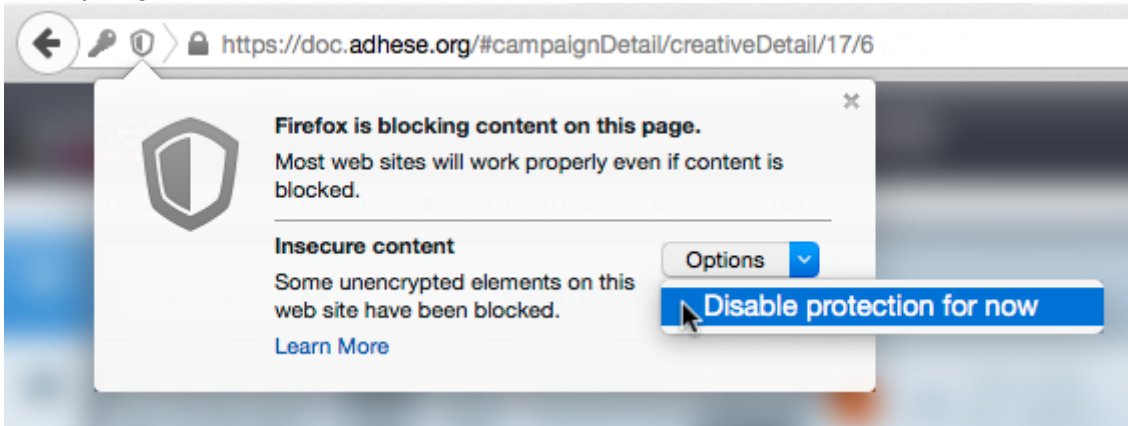 https://doc.adhese.org/#campaignDetail/creativeDetail/17/6
Firefox is blocking content on this page.
Most web sites will work properly even if content is
blocked.
Insecure content
Some unencrypted elements on this
web site have been blocked.
Learn More
Options
Disable protection for now